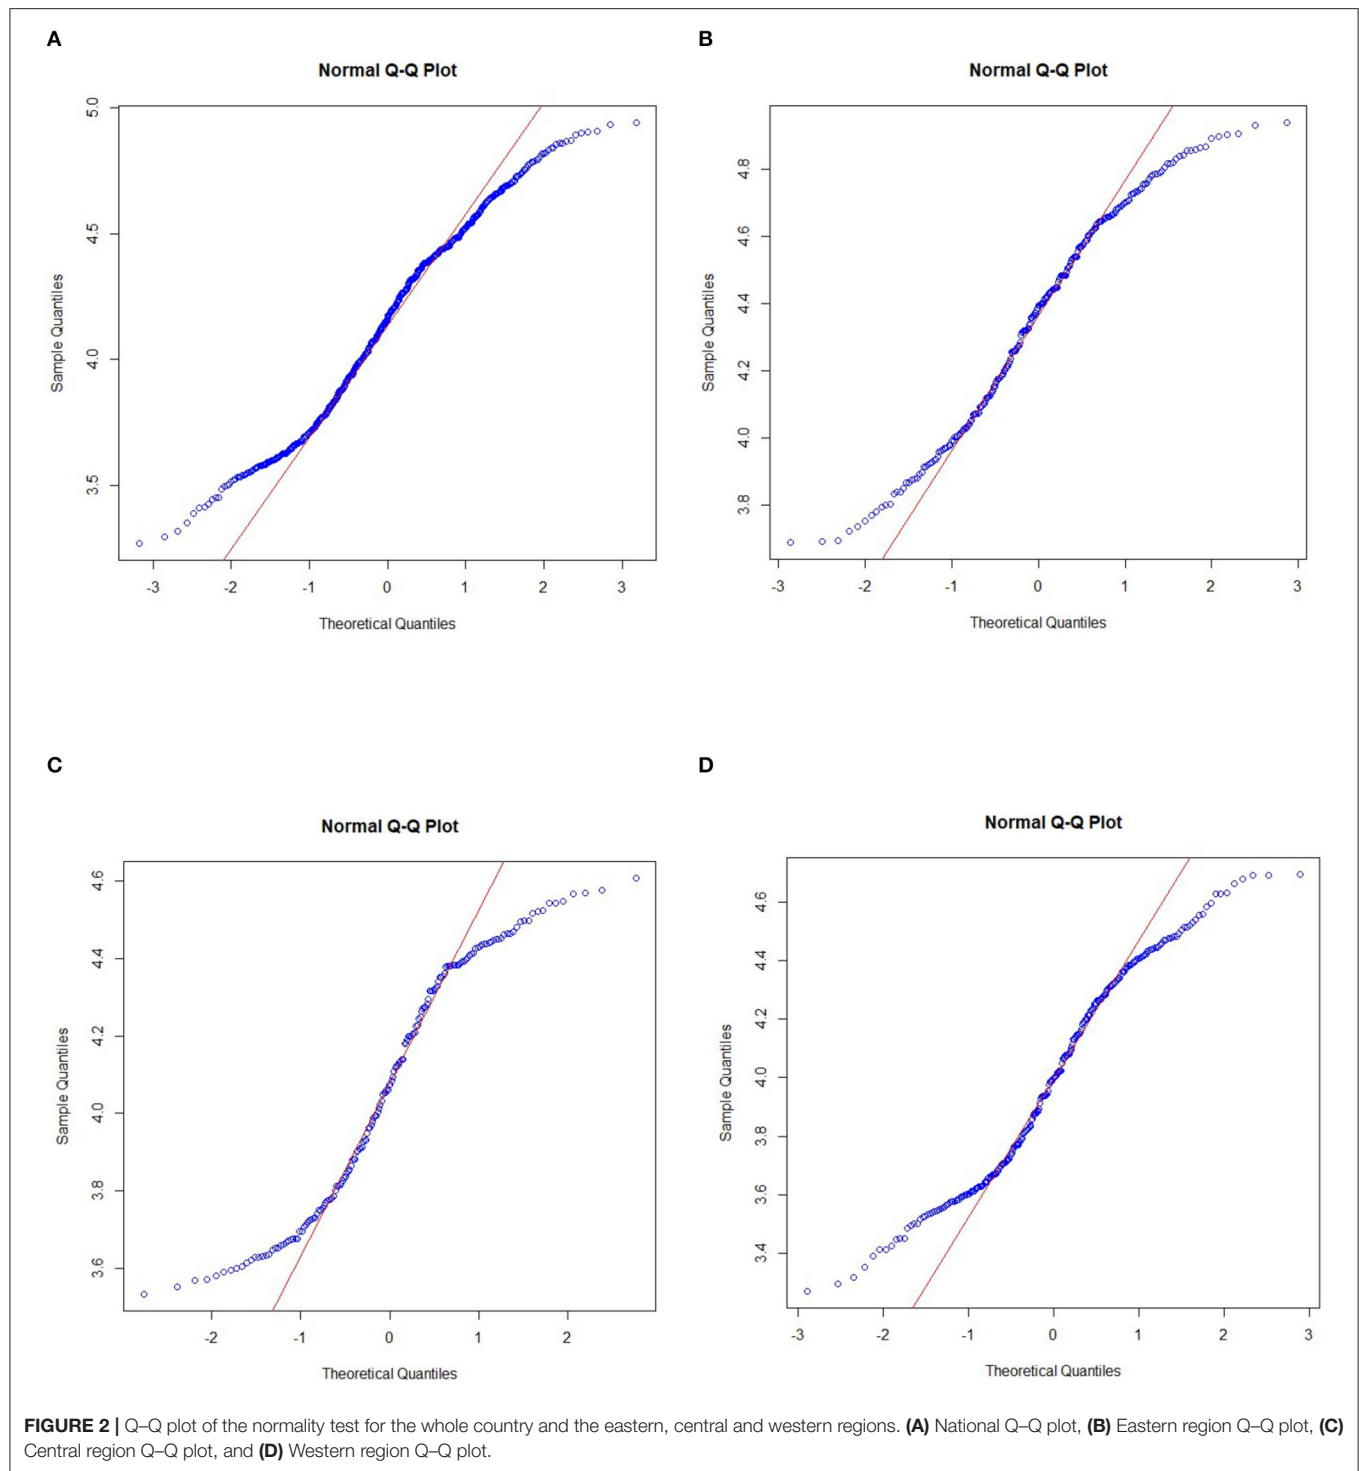 A
Normal Q-Q Plot
5.0
4.5
4.0
3.5
Sample Quantiles
-3 -2 -1 0 1 2 3
Theoretical Quantiles
B
Normal Q-Q Plot
4.8
4.6
4.4
4.2
4.0
3.8
Sample Quantiles
-3 -2 -1 0 1 2 3
Theoretical Quantiles
C
Normal Q-Q Plot
4.6
4.4
4.2
4.0
3.8
3.6
Sample Quantiles
-2 -1 0 1 2
Theoretical Quantiles
D
Normal Q-Q Plot
4.6
4.4
4.2
4.0
3.8
3.6
3.4
Sample Quantiles
-3 -2 -1 0 1 2 3
Theoretical Quantiles
FIGURE 2 | Q–Q plot of the normality test for the whole country and the eastern, central and western regions. (A) National Q–Q plot, (B) Eastern region Q–Q plot, (C)
Central region Q–Q plot, and (D) Western region Q–Q plot.